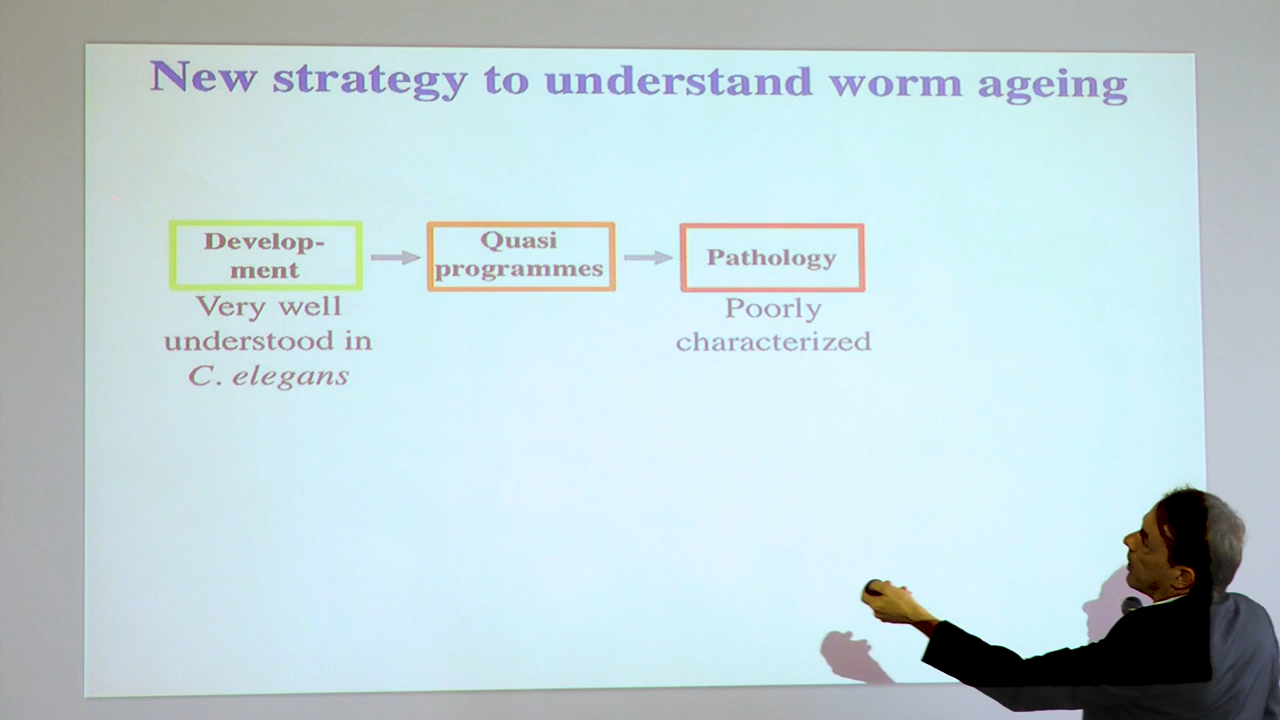 New strategy to understand worm ageing
Develop-
ment
Quasi
programmes
Pathology
Very well
understood in
C. elegans
Poorly
characterized